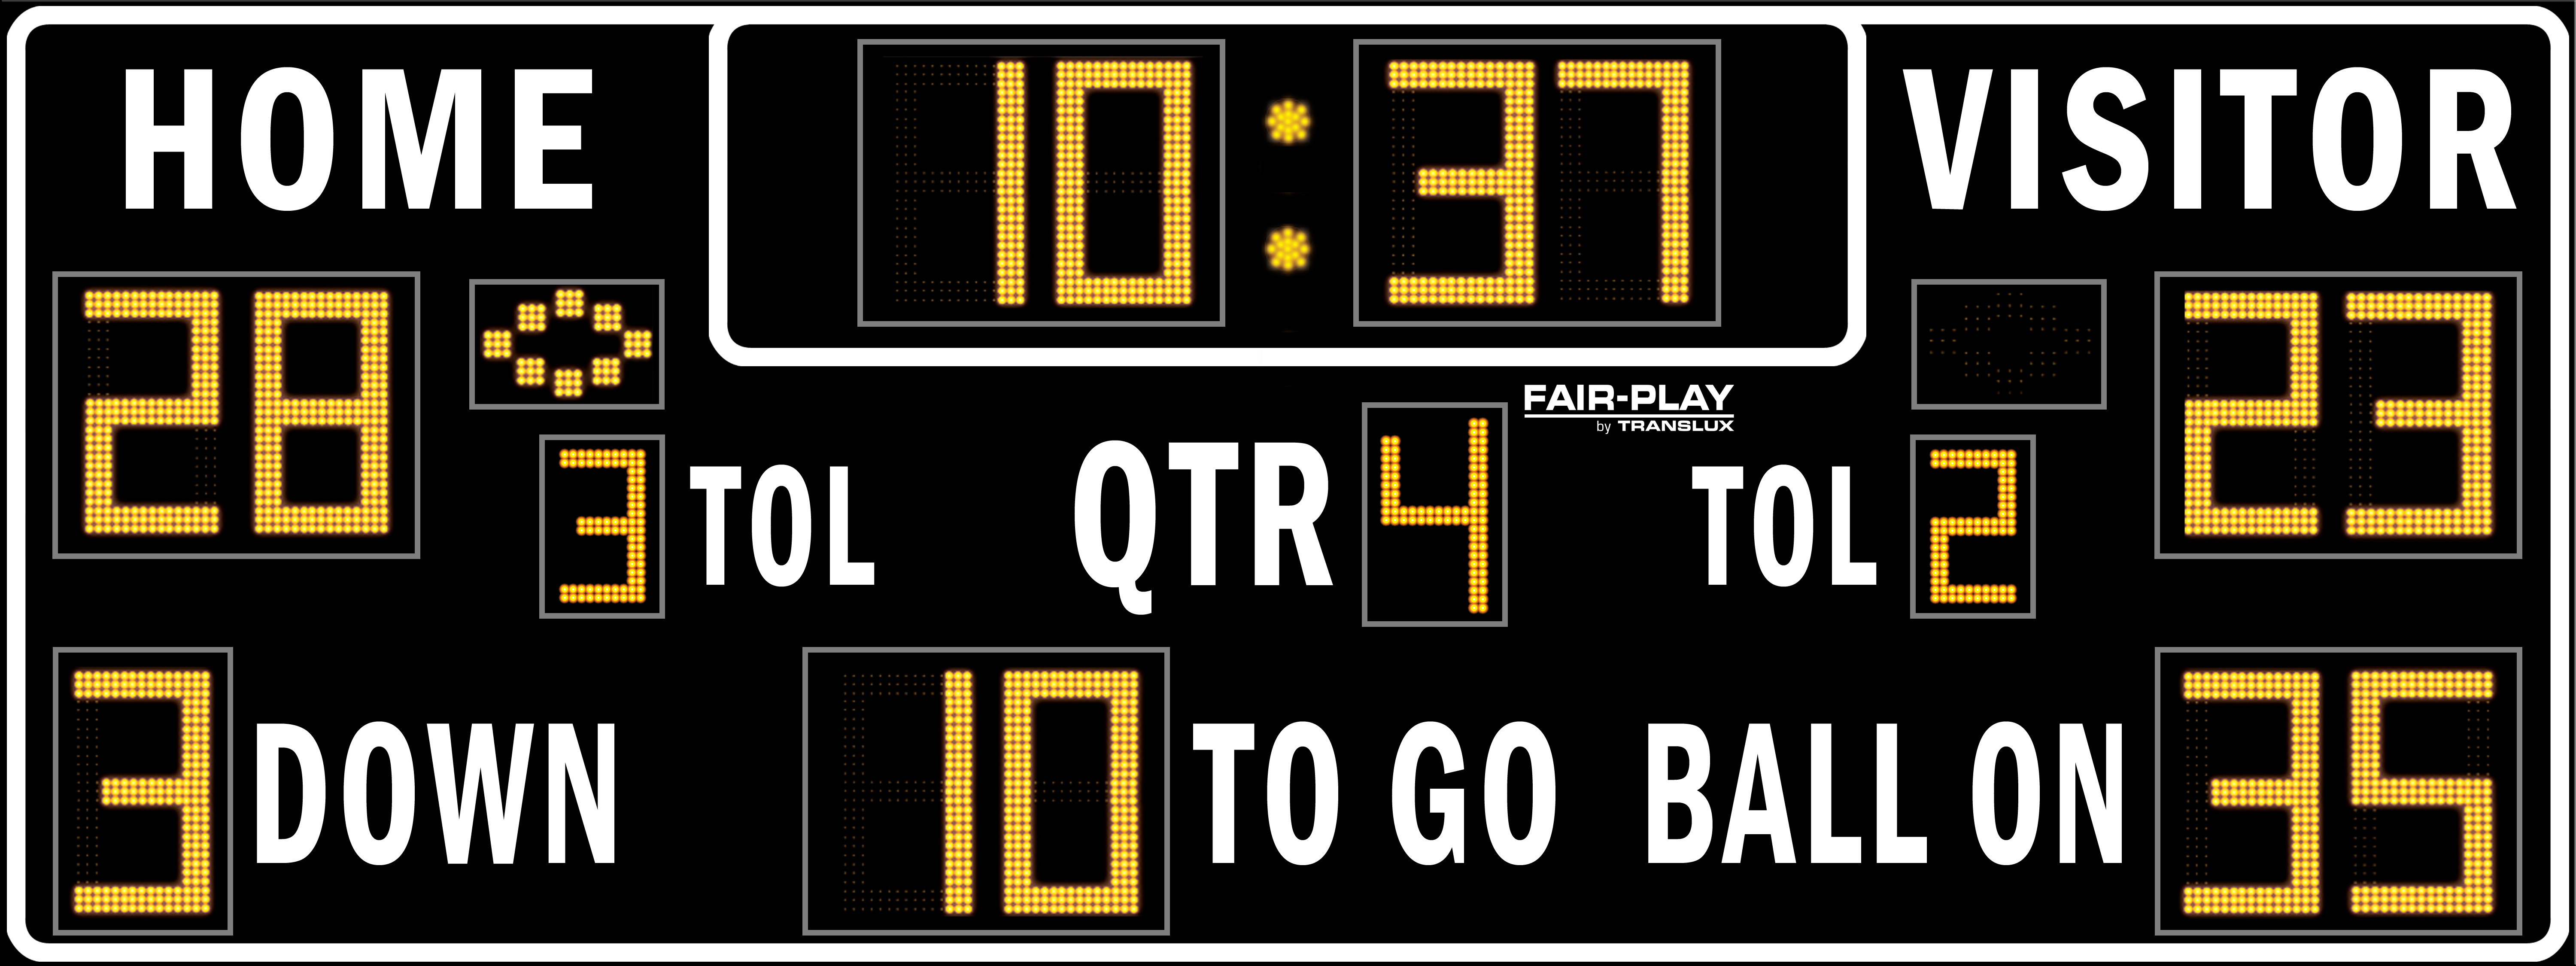 HOME 10:37 VISITOR
28 23
FAIR-PLAY
by TRANSLUX
3 TOL QTR 4 TOL 2
3 DOWN 10 TO GO BALL ON 35